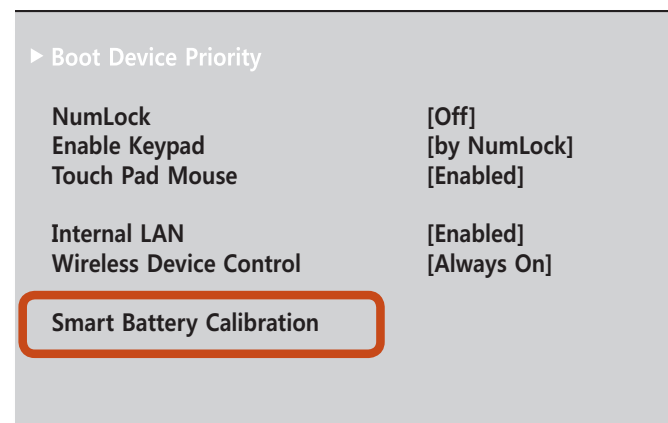 ▶ Boot Device Priority
NumLock [Off]
Enable Keypad [by NumLock]
Touch Pad Mouse [Enabled]
Internal LAN [Enabled]
Wireless Device Control [Always On]
Smart Battery Calibration